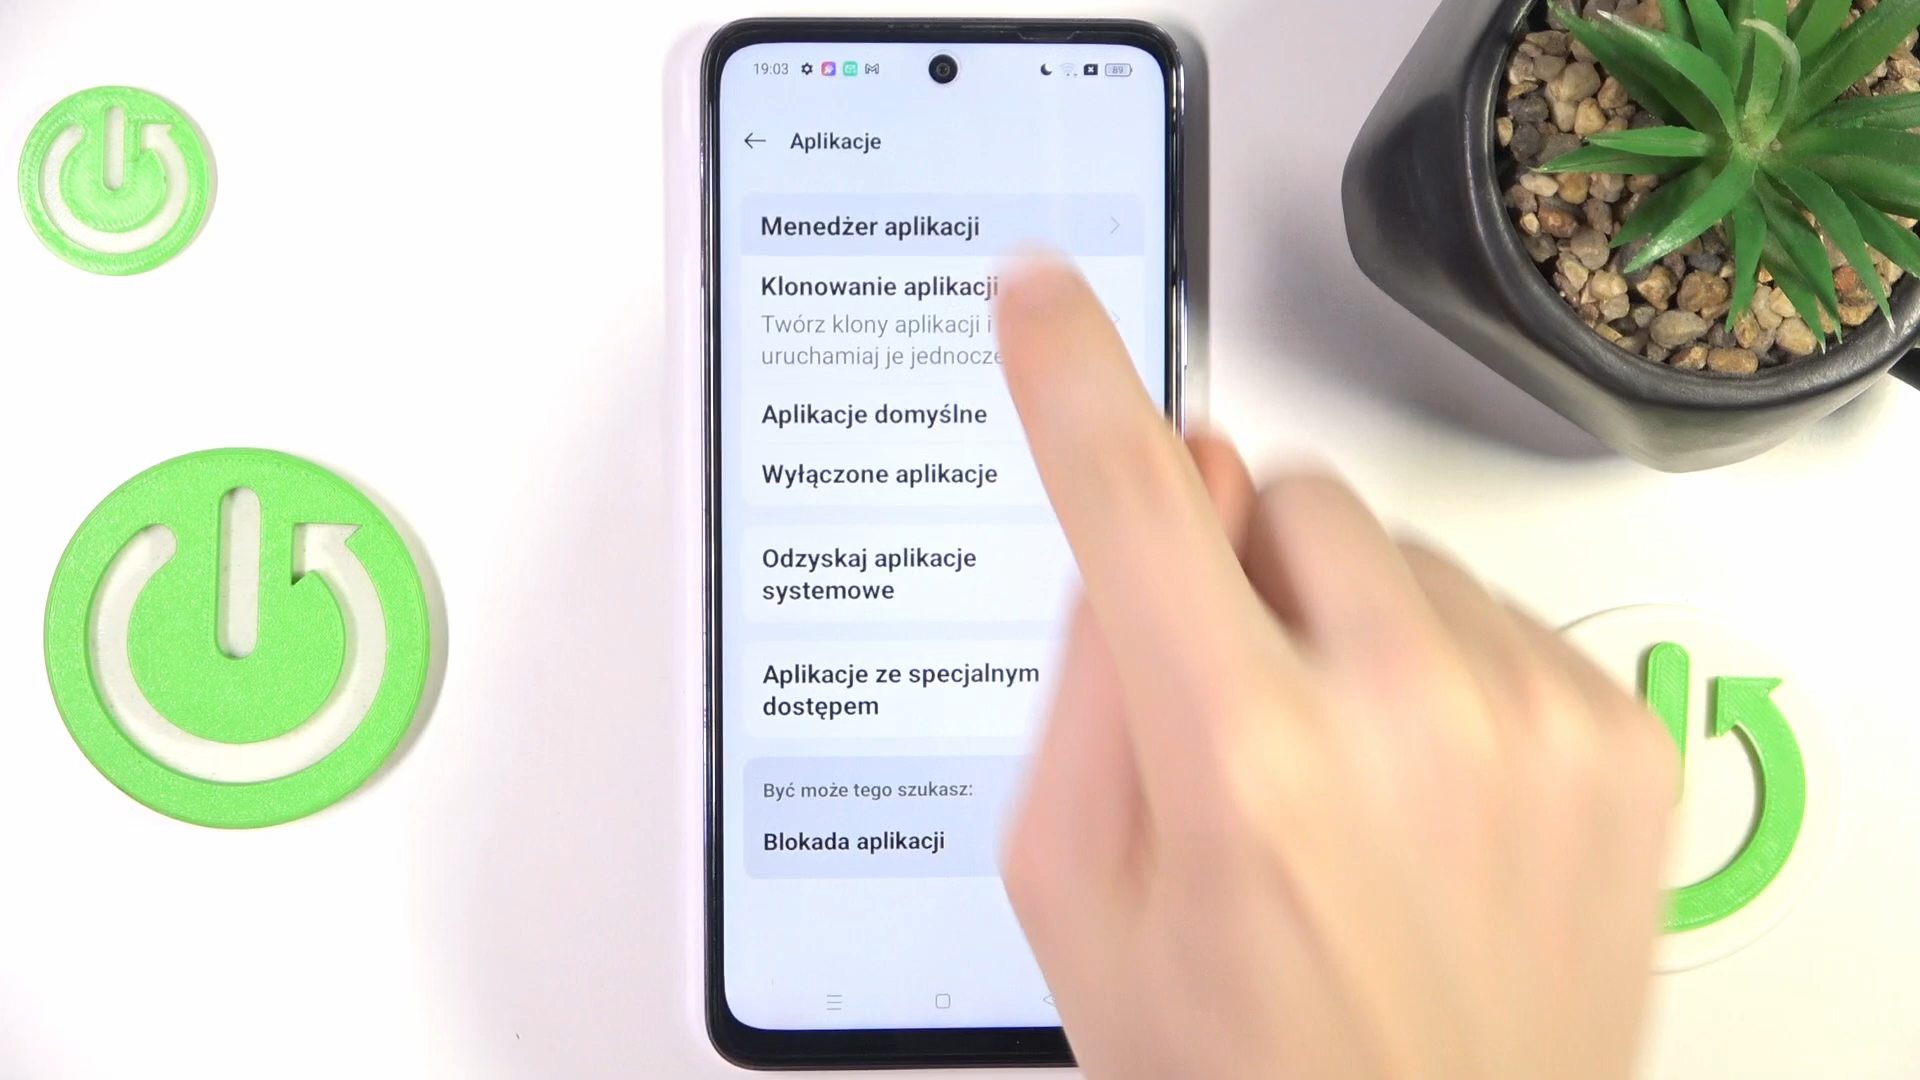 19:03
89
Aplikacje
Menedżer aplikacji
Klonowanie aplikacji
Twórz klony aplikacji i
uruchamiaj je
Aplikacje domyślne
Wyłączone aplikacje
Odzyskaj aplikacje
systemowe
Aplikacje ze specjalnym
dostępem
Być może tego szukasz:
Blokada aplikacji